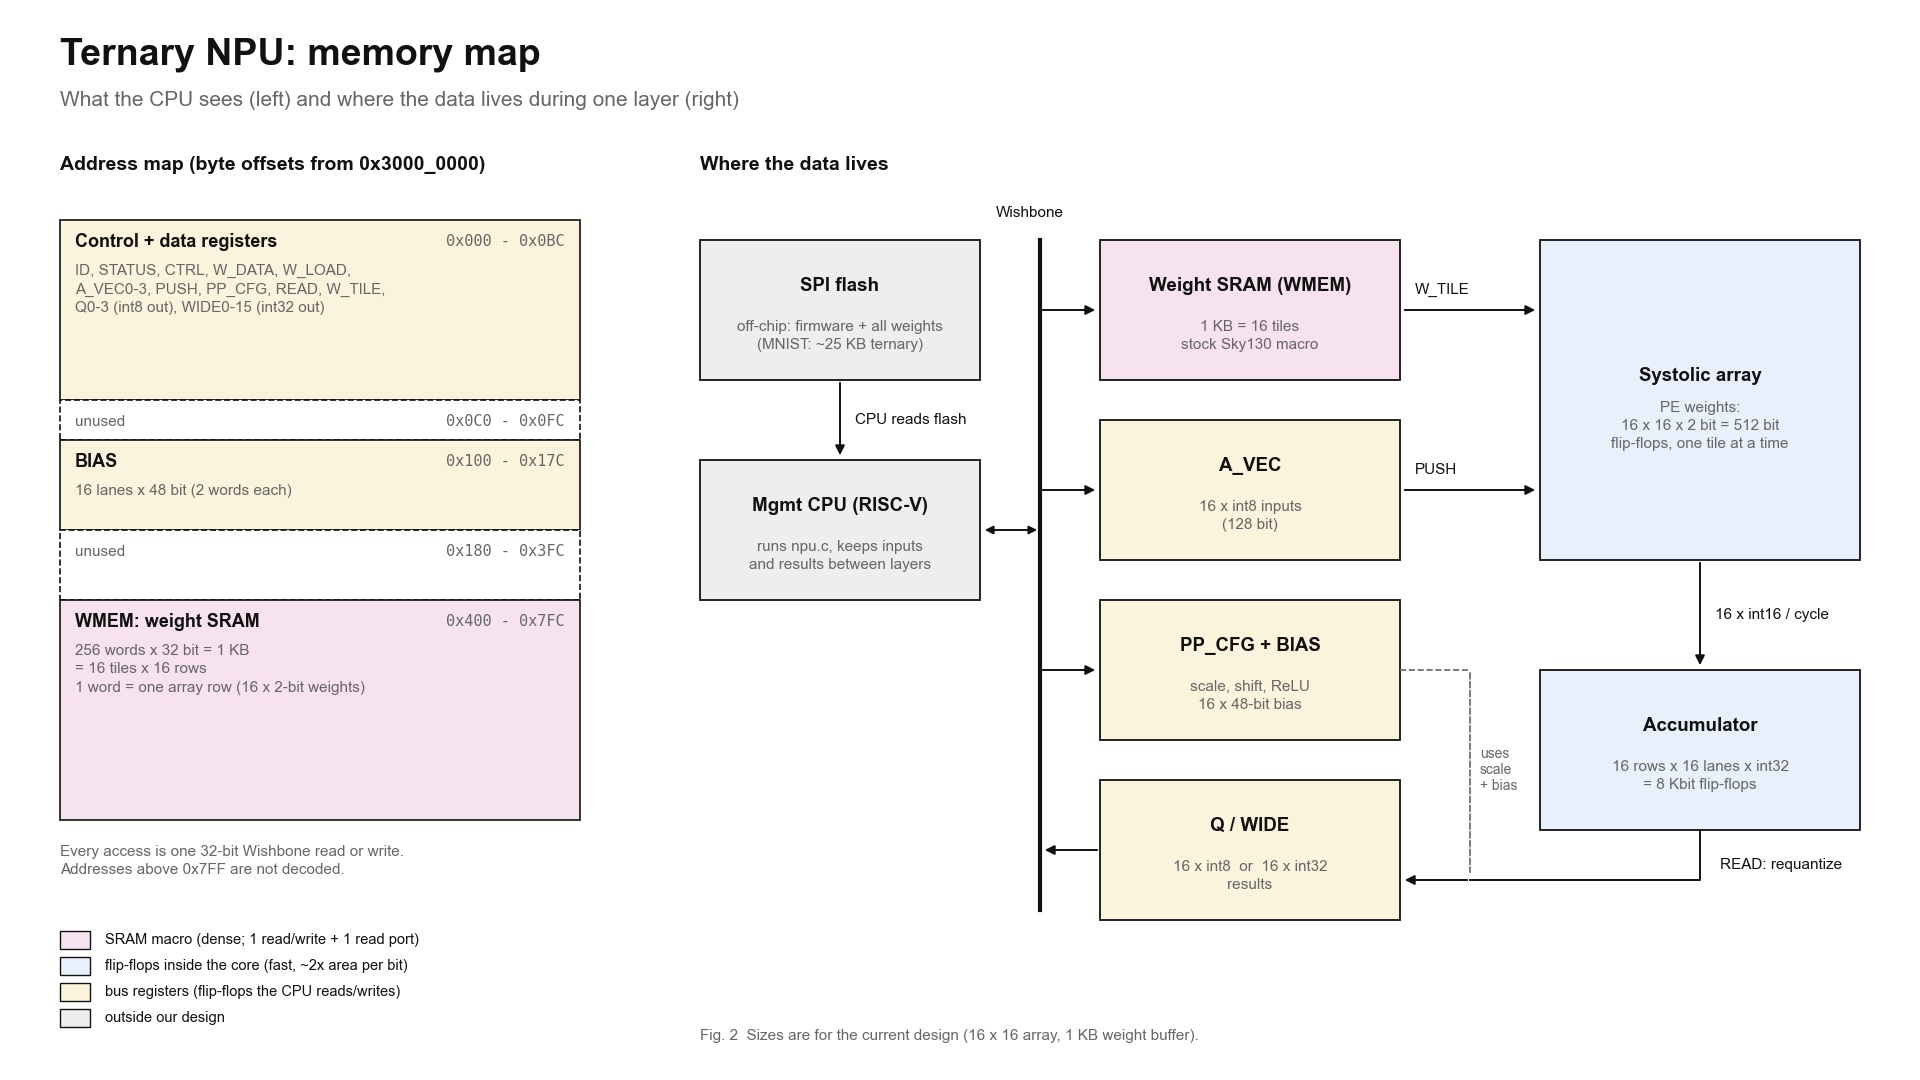 Ternary NPU: memory map
What the CPU sees (left) and where the data lives during one layer (right)
Address map (byte offsets from 0x3000_0000)
Control + data registers 0x000 - 0x0BC
ID, STATUS, CTRL, W_DATA, W_LOAD,
A_VEC0-3, PUSH, PP_CFG, READ, W_TILE,
Q0-3 (int8 out), WIDE0-15 (int32 out)
unused 0x0C0 - 0x0FC
BIAS 0x100 - 0x17C
16 lanes x 48 bit (2 words each)
unused 0x180 - 0x3FC
WMEM: weight SRAM 0x400 - 0x7FC
256 words x 32 bit = 1 KB
= 16 tiles x 16 rows
1 word = one array row (16 x 2-bit weights)
Every access is one 32-bit Wishbone read or write.
Addresses above 0x7FF are not decoded.
SRAM macro (dense; 1 read/write + 1 read port)
flip-flops inside the core (fast, ~2x area per bit)
bus registers (flip-flops the CPU reads/writes)
outside our design
Where the data lives
Wishbone
SPI flash
off-chip: firmware + all weights
(MNIST: ~25 KB ternary)
CPU reads flash
Mgmt CPU (RISC-V)
runs npu.c, keeps inputs
and results between layers
Weight SRAM (WMEM)
1 KB = 16 tiles
stock Sky130 macro
W_TILE
A_VEC
16 x int8 inputs
(128 bit)
PUSH
PP_CFG + BIAS
scale, shift, ReLU
16 x 48-bit bias
uses
scale
+ bias
Q / WIDE
16 x int8 or 16 x int32
results
Systolic array
PE weights:
16 x 16 x 2 bit = 512 bit
flip-flops, one tile at a time
16 x int16 / cycle
Accumulator
16 rows x 16 lanes x int32
= 8 Kbit flip-flops
READ: requantize
Fig. 2 Sizes are for the current design (16 x 16 array, 1 KB weight buffer).